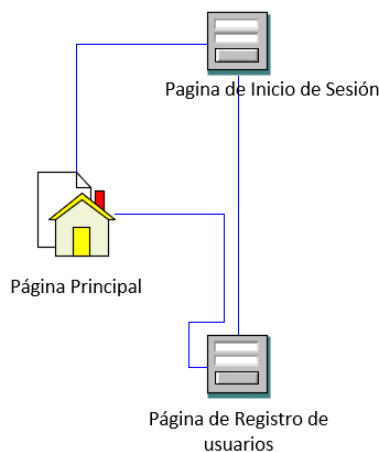 Pagina de Inicio de Sesión
Página Principal
Página de Registro de
usuarios